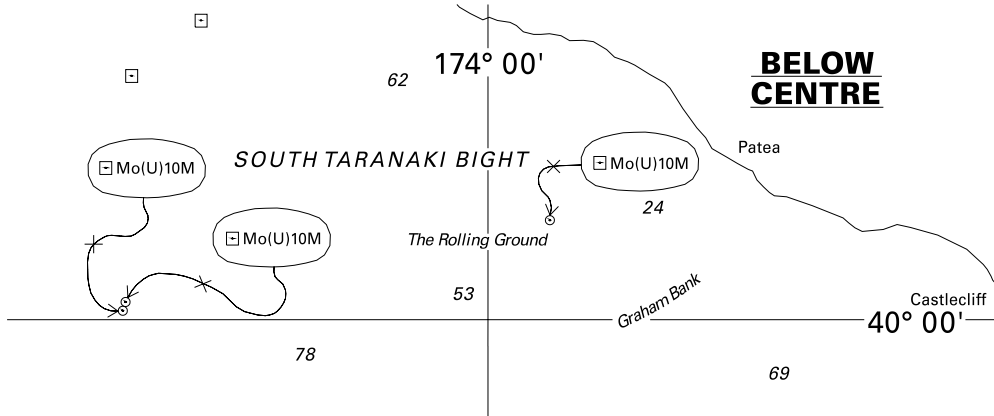 174° 00'
BELOW
CENTRE
62
Patea
SOUTH TARANAKI BIGHT
Mo(U)10M
Mo(U)10M
24
Mo(U)10M
The Rolling Ground
53
Graham Bank
Castlecliff
40° 00'
78
69